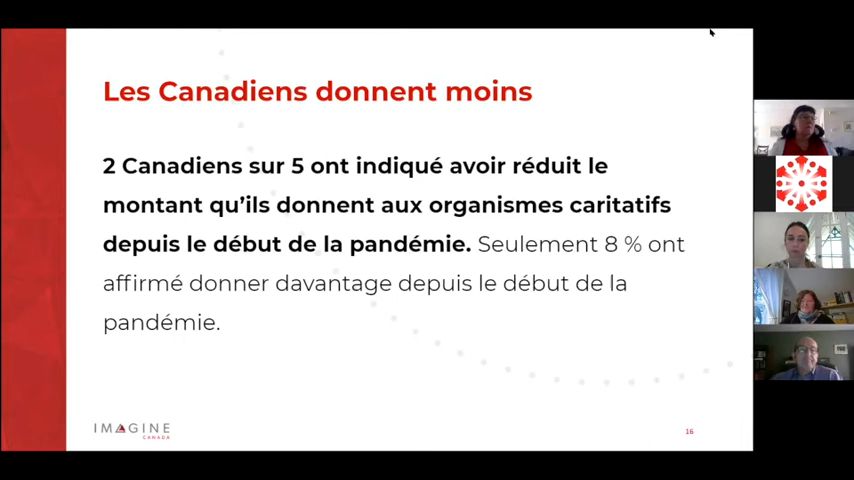 Les Canadiens donnent moins
2 Canadiens sur 5 ont indiqué avoir réduit le
montant qu'ils donnent aux organismes caritatifs
depuis le début de la pandémie. Seulement 8 % ont
affirmé donner davantage depuis le début de la
pandémie.
IMAGINE
CANADA
16